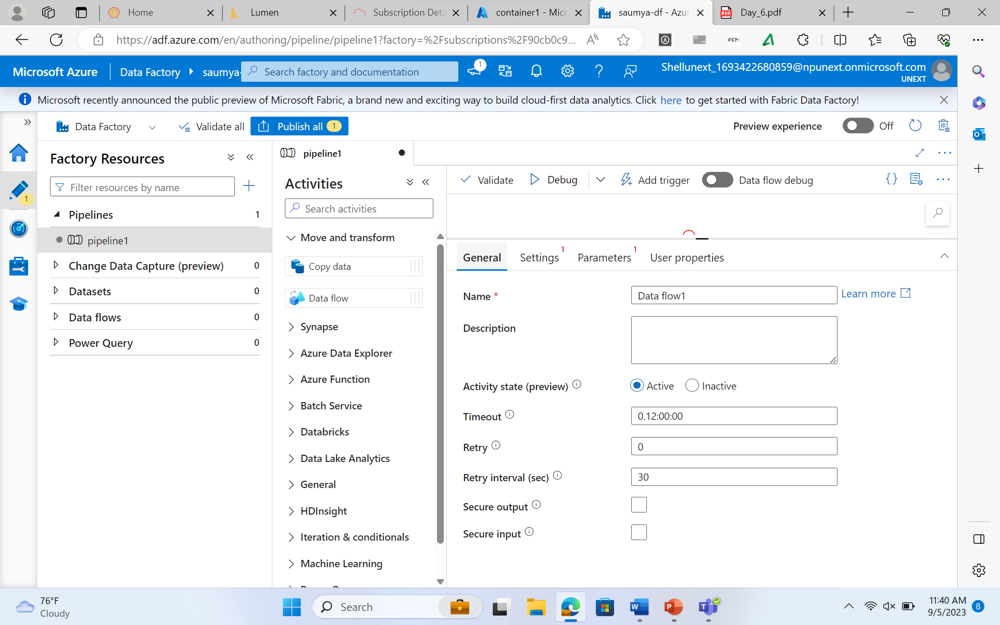 Home
Lumen
Subscription Deta
container1 - Micr
saumya-df - Azur
PDF
Day_6.pdf
https://adf.azure.com/en/authoring/pipeline/pipeline1?factory=%2Fsubscriptions%2F90cb0c9...
FCM
Microsoft Azure
Data Factory
saumya-
Search factory and documentation
1
Shellunext_1693422680859@npunext.onmicrosoft.com
UNEXT
Microsoft recently announced the public preview of Microsoft Fabric, a brand new and exciting way to build cloud-first data analytics. Click here to get started with Fabric Data Factory!
Data Factory
Validate all
Publish all 1
Preview experience
Off
Factory Resources
Filter resources by name
1
Pipelines 1
pipeline1
Change Data Capture (preview) 0
Datasets 0
Data flows 0
Power Query 0
pipeline1
Activities
Search activities
Move and transform
Copy data
Data flow
Synapse
Azure Data Explorer
Azure Function
Batch Service
Databricks
Data Lake Analytics
General
HDInsight
Iteration & conditionals
Machine Learning
Validate
Debug
Add trigger
Data flow debug
General
Settings 1
Parameters 1
User properties
Name * Data flow1 Learn more
Description
Activity state (preview) Active Inactive
Timeout 0.12:00:00
Retry 0
Retry interval (sec) 30
Secure output
Secure input
76°F
Cloudy
Search
11:40 AM
9/5/2023
8